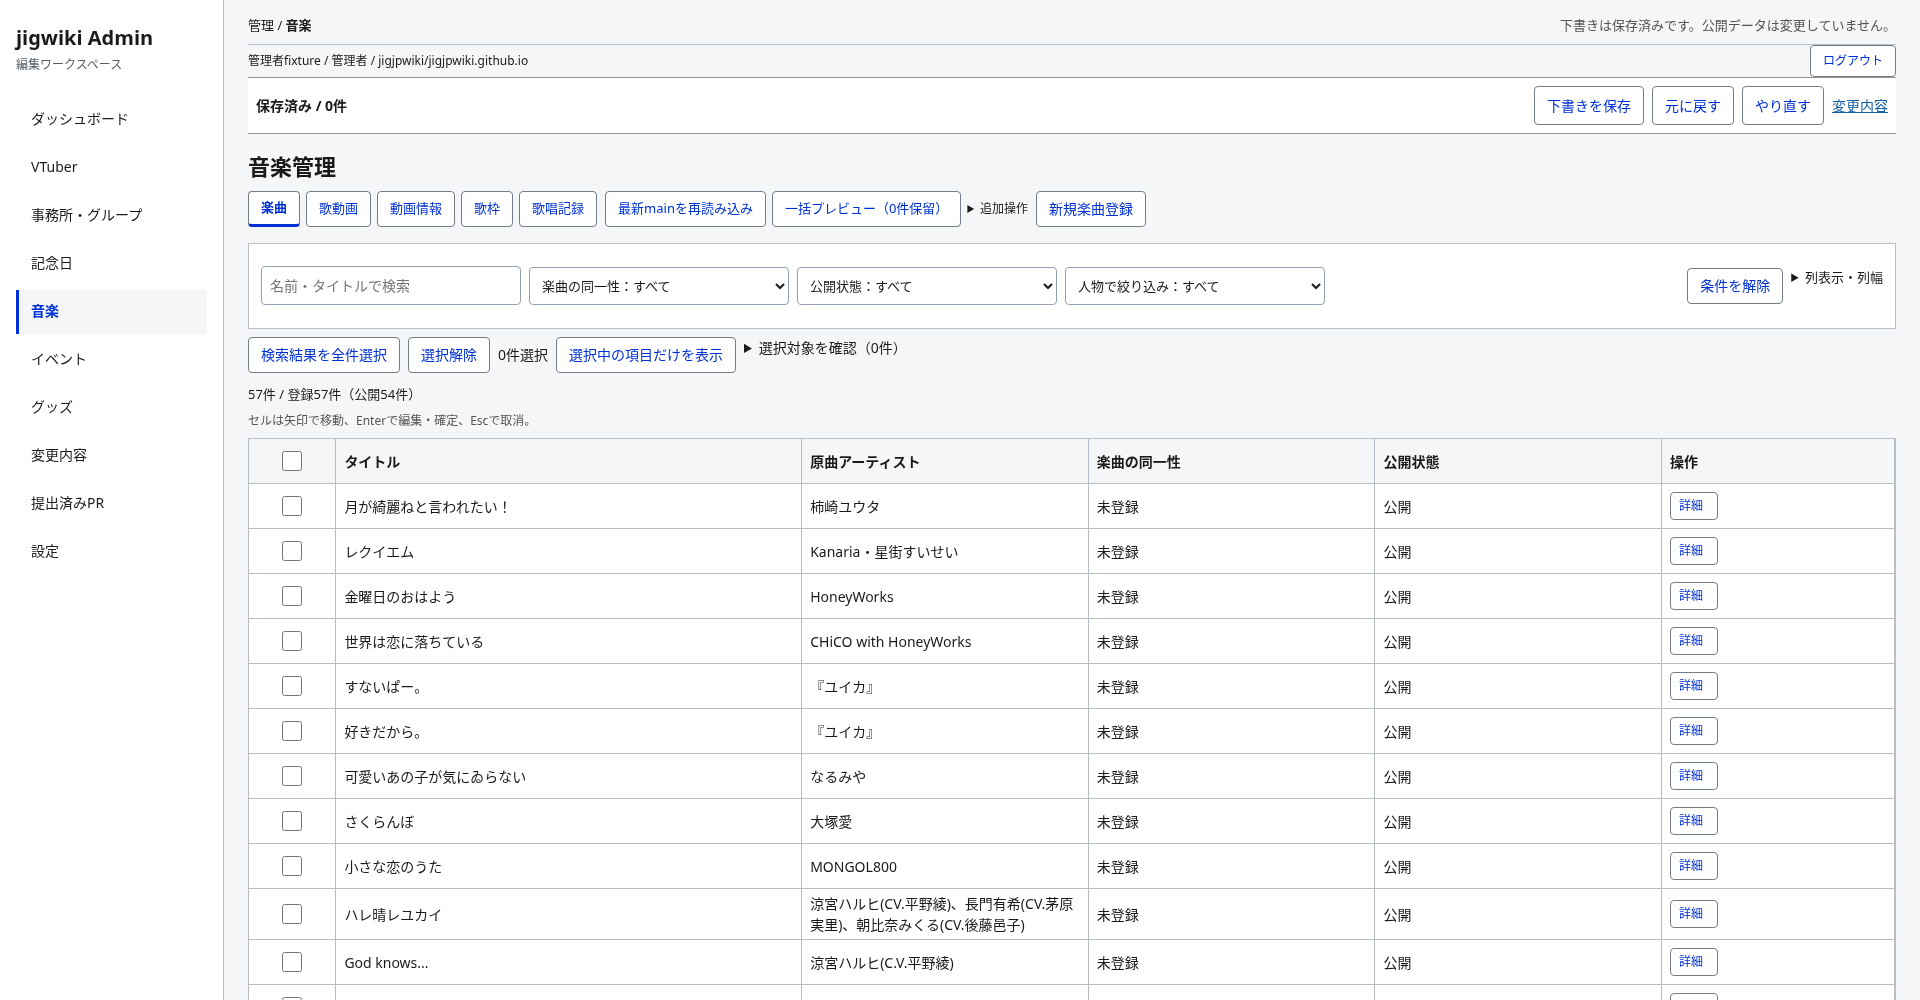 jigwiki Admin
編集ワークスペース
ダッシュボード
VTuber
事務所・グループ
記念日
音楽
イベント
グッズ
変更内容
提出済みPR
設定
管理 / 音楽
下書きは保存済みです。公開データは変更していません。
管理者fixture / 管理者 / jigjpwiki/jigjpwiki.github.io
ログアウト
保存済み / 0件
下書きを保存 元に戻す やり直す 変更内容
音楽管理
楽曲 歌動画 動画情報 歌枠 歌唱記録 最新mainを再読み込み 一括プレビュー（0件保留） ▶ 追加操作 新規楽曲登録
名前・タイトルで検索 楽曲の同一性：すべて 公開状態：すべて 人物で絞り込み：すべて 条件を解除 ▶ 列表示・列幅
検索結果を全件選択 選択解除 0件選択 選択中の項目だけを表示 ▶ 選択対象を確認（0件）
57件 / 登録57件（公開54件）
セルは矢印で移動、Enterで編集・確定、Escで取消。
タイトル 原曲アーティスト 楽曲の同一性 公開状態 操作
月が綺麗ねと言われたい！ 柿崎ユウタ 未登録 公開 詳細
レクイエム Kanaria・星街すいせい 未登録 公開 詳細
金曜日のおはよう HoneyWorks 未登録 公開 詳細
世界は恋に落ちている CHiCO with HoneyWorks 未登録 公開 詳細
すないぱー。 『ユイカ』 未登録 公開 詳細
好きだから。 『ユイカ』 未登録 公開 詳細
可愛いあの子が気にゐらない なるみや 未登録 公開 詳細
さくらんぼ 大塚愛 未登録 公開 詳細
小さな恋のうた MONGOL800 未登録 公開 詳細
ハレ晴レユカイ 涼宮ハルヒ(CV.平野綾)、長門有希(CV.茅原
実里)、朝比奈みくる(CV.後藤邑子) 未登録 公開 詳細
God knows... 涼宮ハルヒ(C.V.平野綾) 未登録 公開 詳細